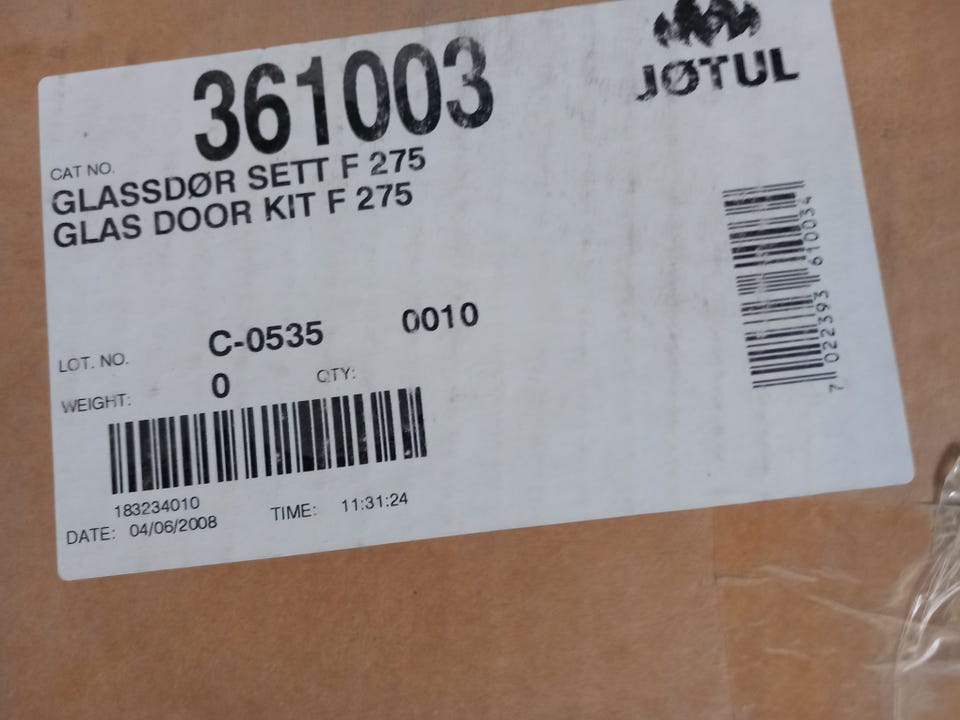 361003
JØTUL
CAT NO.
GLASSDØR SETT F 275
GLAS DOOR KIT F 275
LOT. NO. C-0535 0010
WEIGHT: 0 QTY:
183234010
DATE: 04/06/2008 TIME: 11:31:24
7 022393 610034